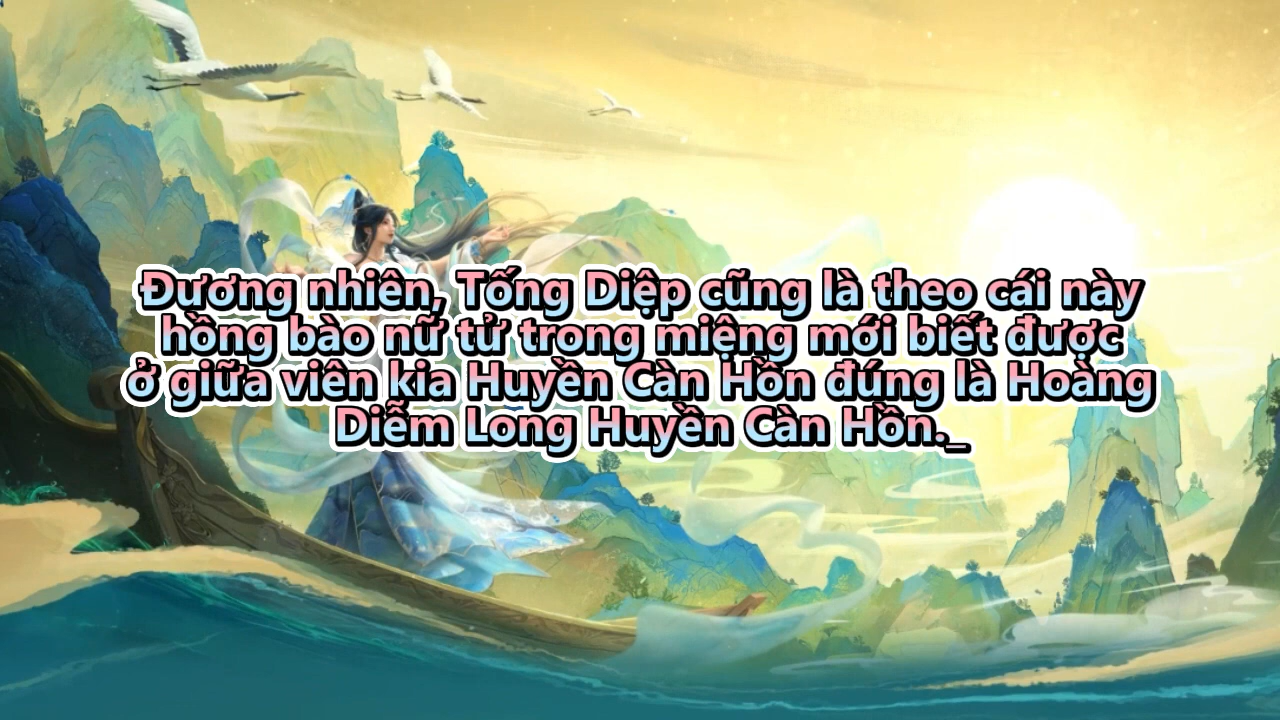 Đương nhiên, Tống Diệp cũng là theo cái này
hồng bào nữ tử trong miệng mới biết được
ở giữa viên kia Huyền Càn Hồn đúng là Hoàng
Diễm Long Huyền Càn Hồn._